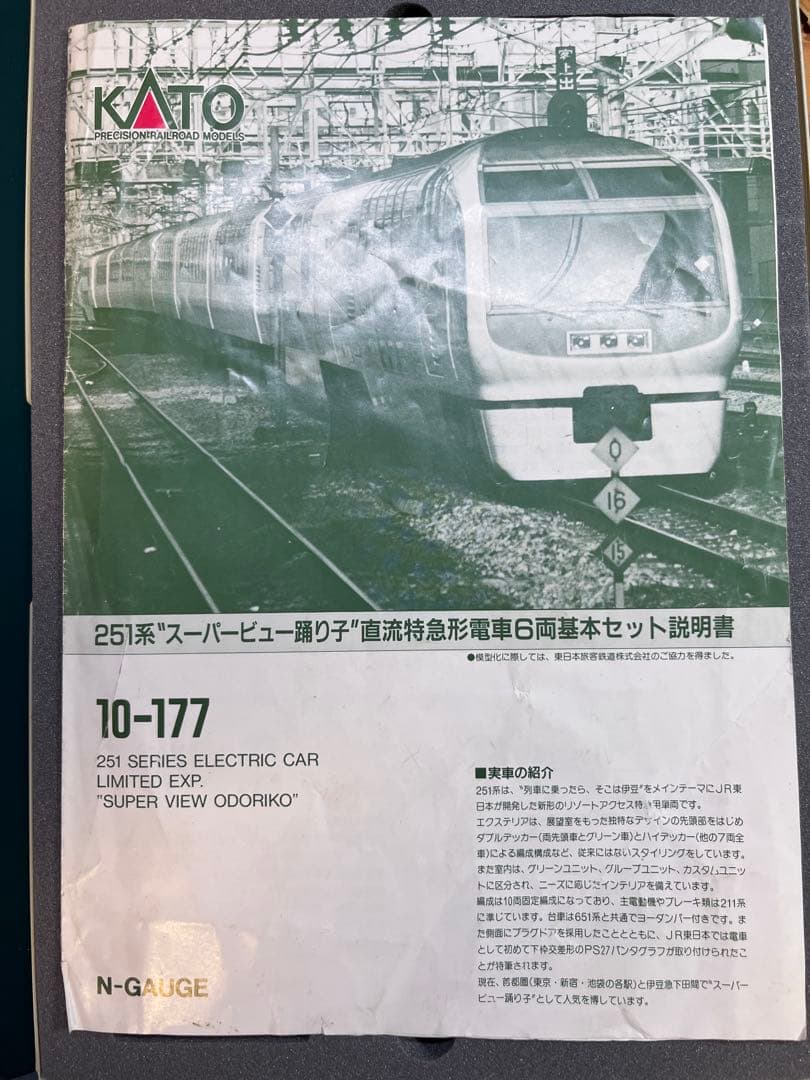 KATO
PRECISION RAILROAD MODELS
Q
16
15
251系"スーパービュー踊り子"直流特急形電車6両基本セット説明書
●模型化に際しては、東日本旅客鉄道株式会社のご協力を得ました。
10-177
251 SERIES ELECTRIC CAR
LIMITED EXP.
"SUPER VIEW ODORIKO"
■実車の紹介
251系は、"列車に乗ったら、そこは伊豆"をメインテーマにJR東
日本が開発した新形のリゾートアクセス特急用車両です。
エクステリアは、展望室をもった独特なデザインの先頭部をはじめ
ダブルデッカー(両先頭車とグリーン車)とハイデッカー(他の7両全
車)による編成構成など、従来にはないスタイリングをしています。
また室内は、グリーンユニット、グループユニット、カスタムユニッ
トに区分され、ニーズに応じたインテリアを備えています。
編成は10両固定編成になっており、主電動機やブレーキ類は211系
に準じています。台車は651系と共通でヨーダンパー付きです。ま
た側面にプラグドアを採用したこととともに、JR東日本では電車
として初めて下枠交差形のPS27パンタグラフが取り付けられたこ
とが特筆されます。
現在、首都圏(東京・新宿・池袋の各駅)と伊豆急下田間で"スーパー
ビュー踊り子"として人気を博しています。
N-GAUGE